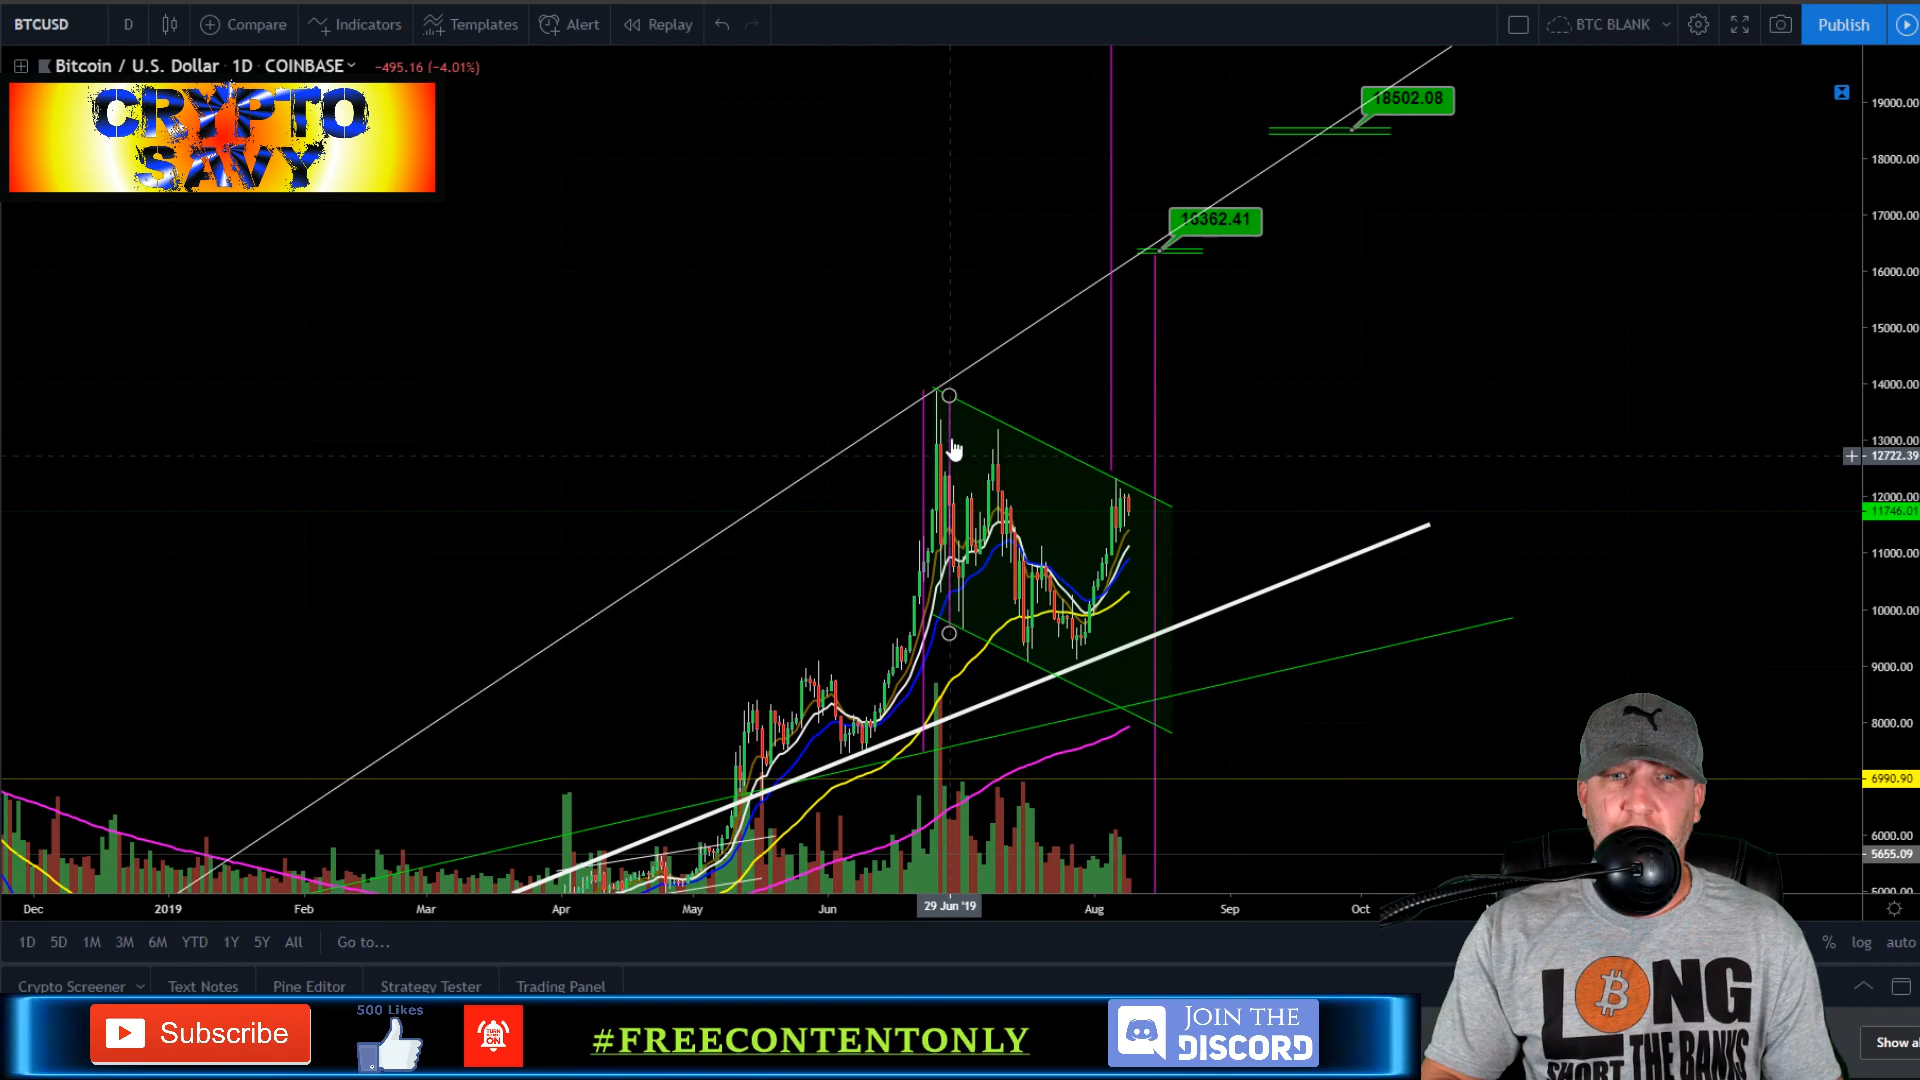 BTCUSD D Compare Indicators Templates Alert Replay BTC BLANK Publish
Bitcoin / U.S. Dollar · 1D · COINBASE −495.16 (−4.01%)
CRYPTO
SAVY
18502.08
16362.41
19000.00
18000.00
17000.00
16000.00
15000.00
14000.00
13000.00
12722.39
12000.00
11746.01
11000.00
10000.00
9000.00
8000.00
6990.90
6000.00
5655.09
5000.00
Dec 2019 Feb Mar Apr May Jun 29 Jun '19 Aug Sep Oct
1D 5D 1M 3M 6M YTD 1Y 5Y All Go to... % log auto
Crypto Screener Text Notes Pine Editor Strategy Tester Trading Panel
Subscribe
500 Likes
TURN
ON
#FREECONTENTONLY
JOIN THE
DISCORD
LONG
SHORT THE BANKS